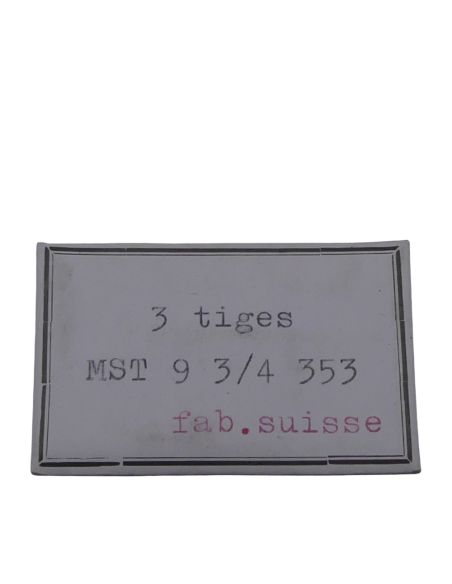 3 tiges
MST 9 3/4 353
fab.suisse